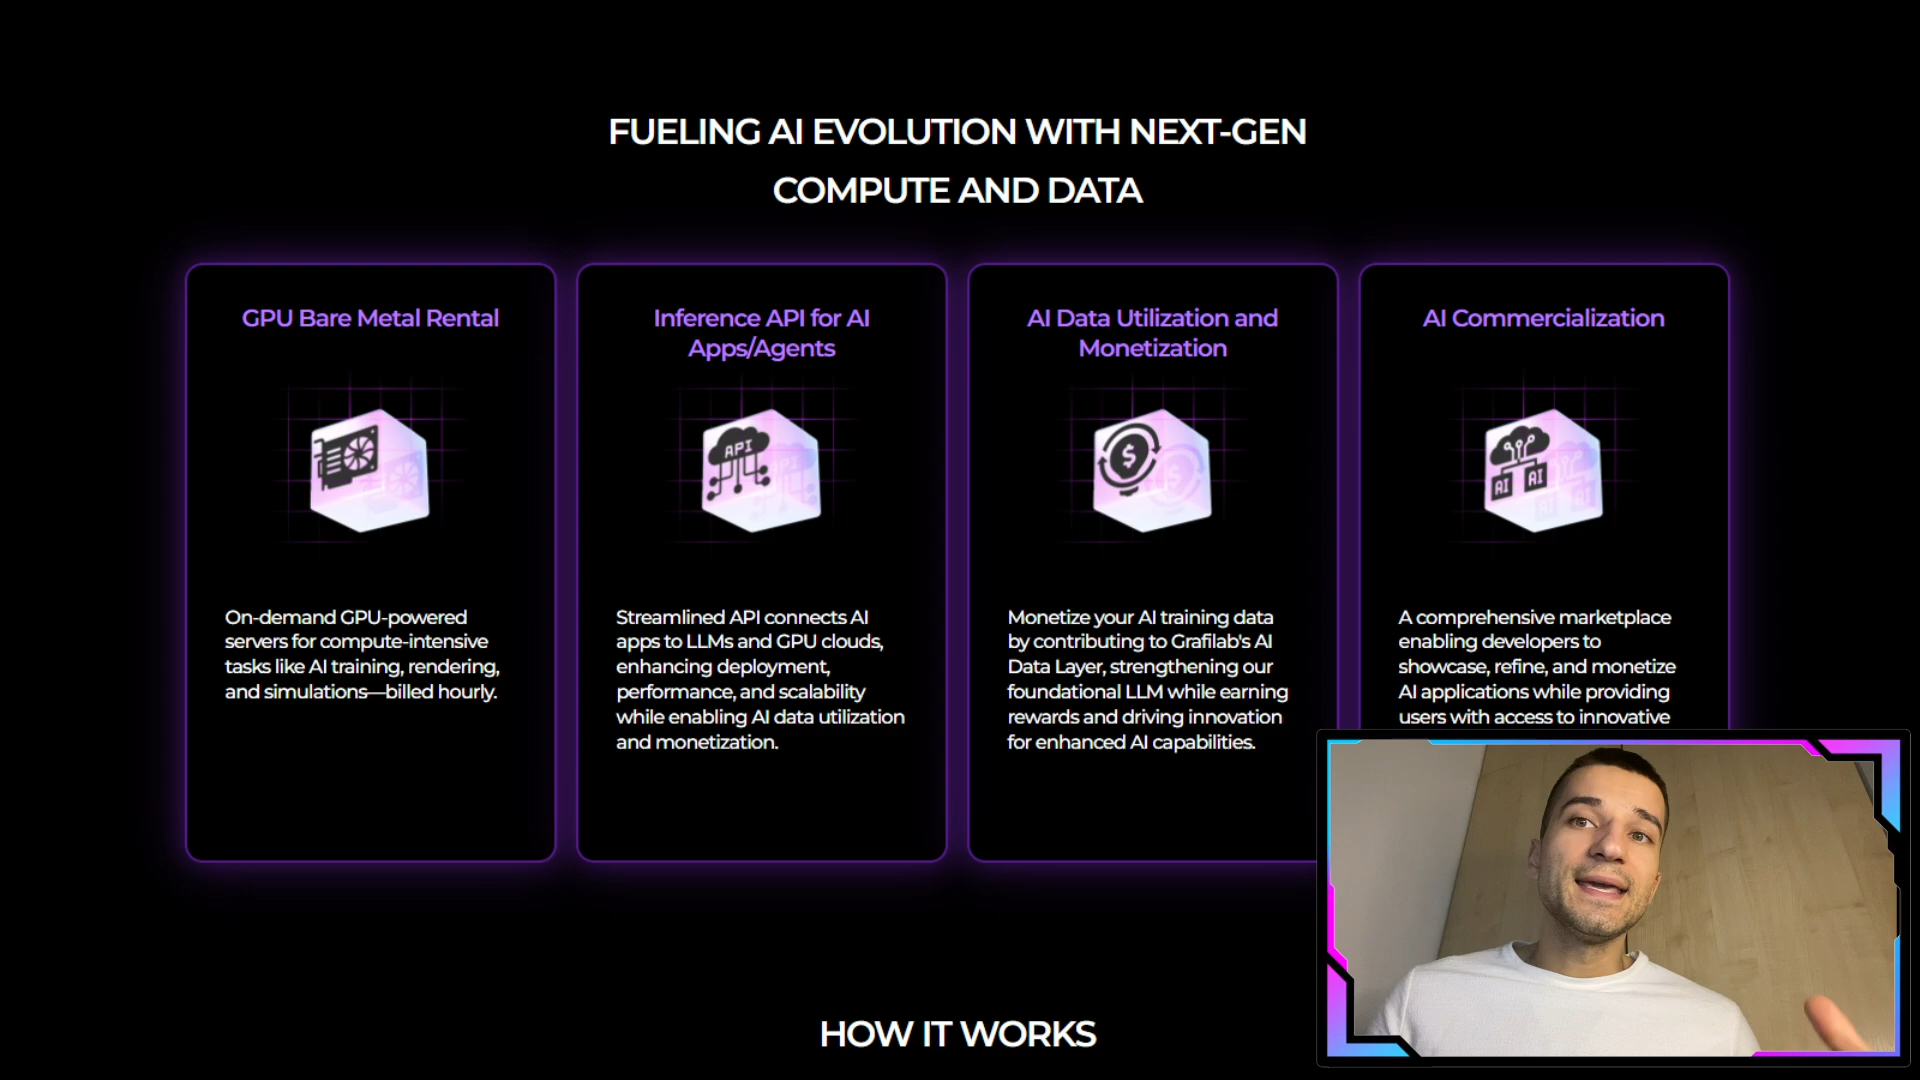 FUELING AI EVOLUTION WITH NEXT-GEN
COMPUTE AND DATA
GPU Bare Metal Rental
On-demand GPU-powered
servers for compute-intensive
tasks like AI training, rendering,
and simulations—billed hourly.
Inference API for AI
Apps/Agents
API
Streamlined API connects AI
apps to LLMs and GPU clouds,
enhancing deployment,
performance, and scalability
while enabling AI data utilization
and monetization.
AI Data Utilization and
Monetization
$
Monetize your AI training data
by contributing to Grafilab's AI
Data Layer, strengthening our
foundational LLM while earning
rewards and driving innovation
for enhanced AI capabilities.
AI Commercialization
AI AI
A comprehensive marketplace
enabling developers to
showcase, refine, and monetize
AI applications while providing
users with access to innovative
HOW IT WORKS